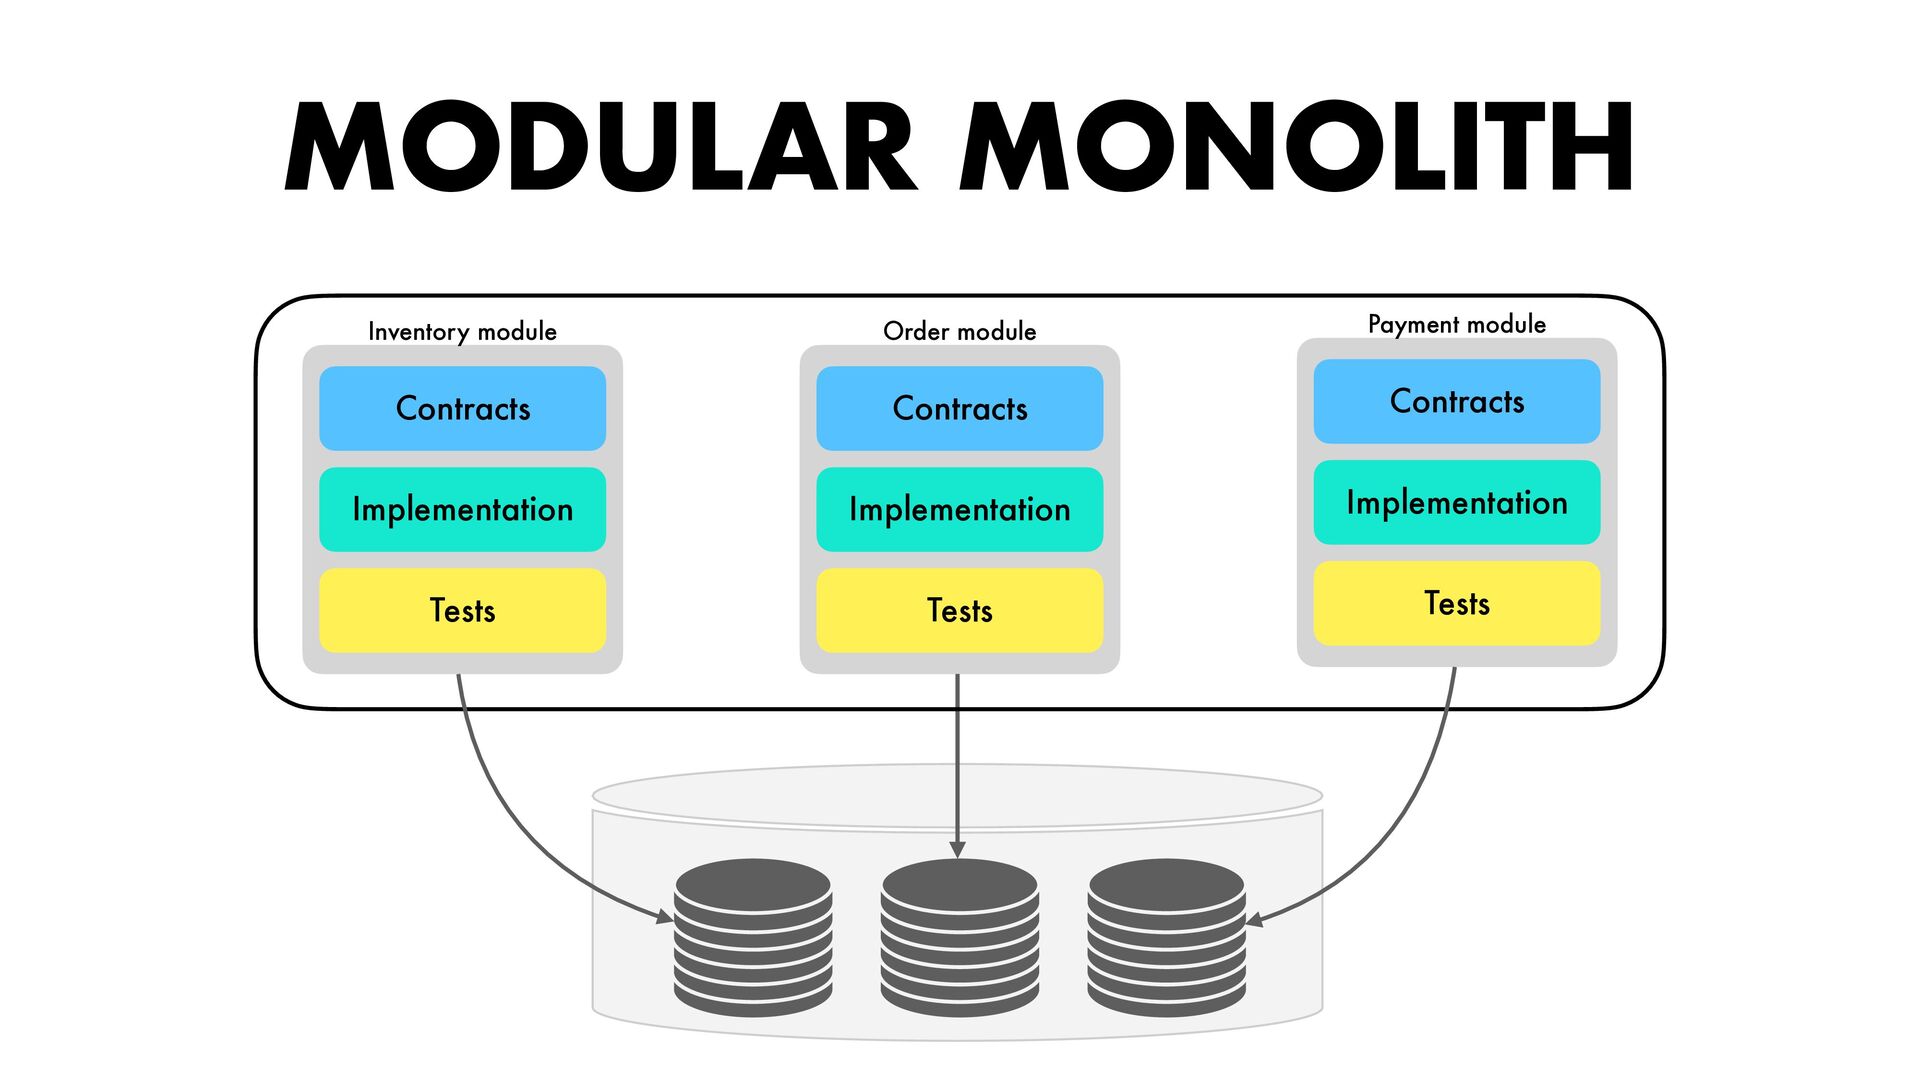 MODULAR MONOLITH
Inventory module
Contracts
Implementation
Tests
Order module
Contracts
Implementation
Tests
Payment module
Contracts
Implementation
Tests